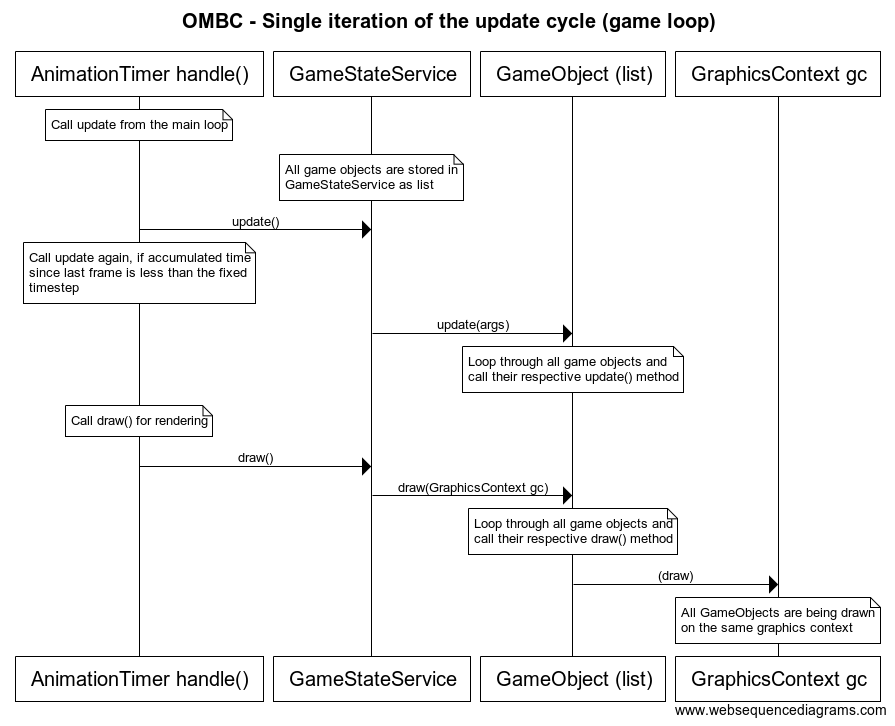 OMBC - Single iteration of the update cycle (game loop)
AnimationTimer handle()
GameStateService
GameObject (list)
GraphicsContext gc
Call update from the main loop
All game objects are stored in
GameStateService as list
update()
Call update again, if accumulated time
since last frame is less than the fixed
timestep
update(args)
Loop through all game objects and
call their respective update() method
Call draw() for rendering
draw()
draw(GraphicsContext gc)
Loop through all game objects and
call their respective draw() method
(draw)
All GameObjects are being drawn
on the same graphics context
AnimationTimer handle()
GameStateService
GameObject (list)
GraphicsContext gc
www.websequencediagrams.com